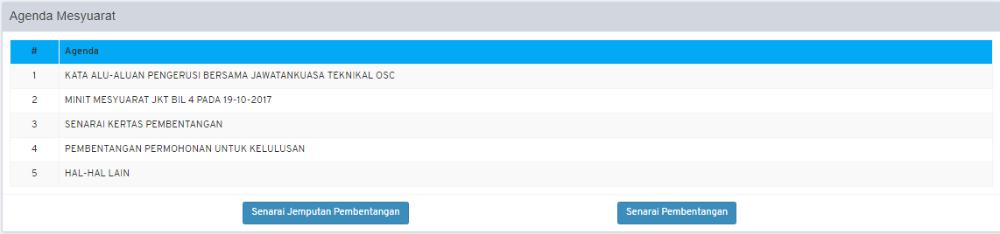 Agenda Mesyuarat
# Agenda
1 KATA ALU-ALUAN PENGERUSI BERSAMA JAWATANKUASA TEKNIKAL OSC
2 MINIT MESYUARAT JKT BIL 4 PADA 19-10-2017
3 SENARAI KERTAS PEMBENTANGAN
4 PEMBENTANGAN PERMOHONAN UNTUK KELULUSAN
5 HAL-HAL LAIN
Senarai Jemputan Pembentangan Senarai Pembentangan